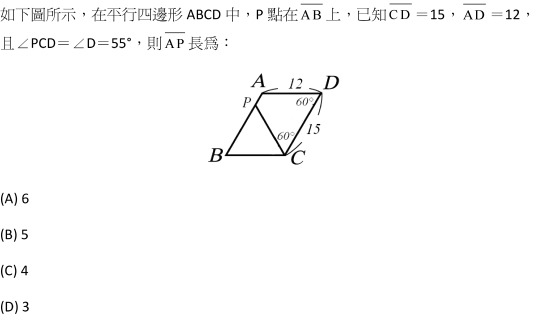 如下圖所示，在平行四邊形 ABCD 中，P 點在 AB 上，已知 CD =15，AD =12，
且∠PCD=∠D=55°，則 AP 長為：
A 12 D
P 60°
60° 15
B C
(A) 6
(B) 5
(C) 4
(D) 3